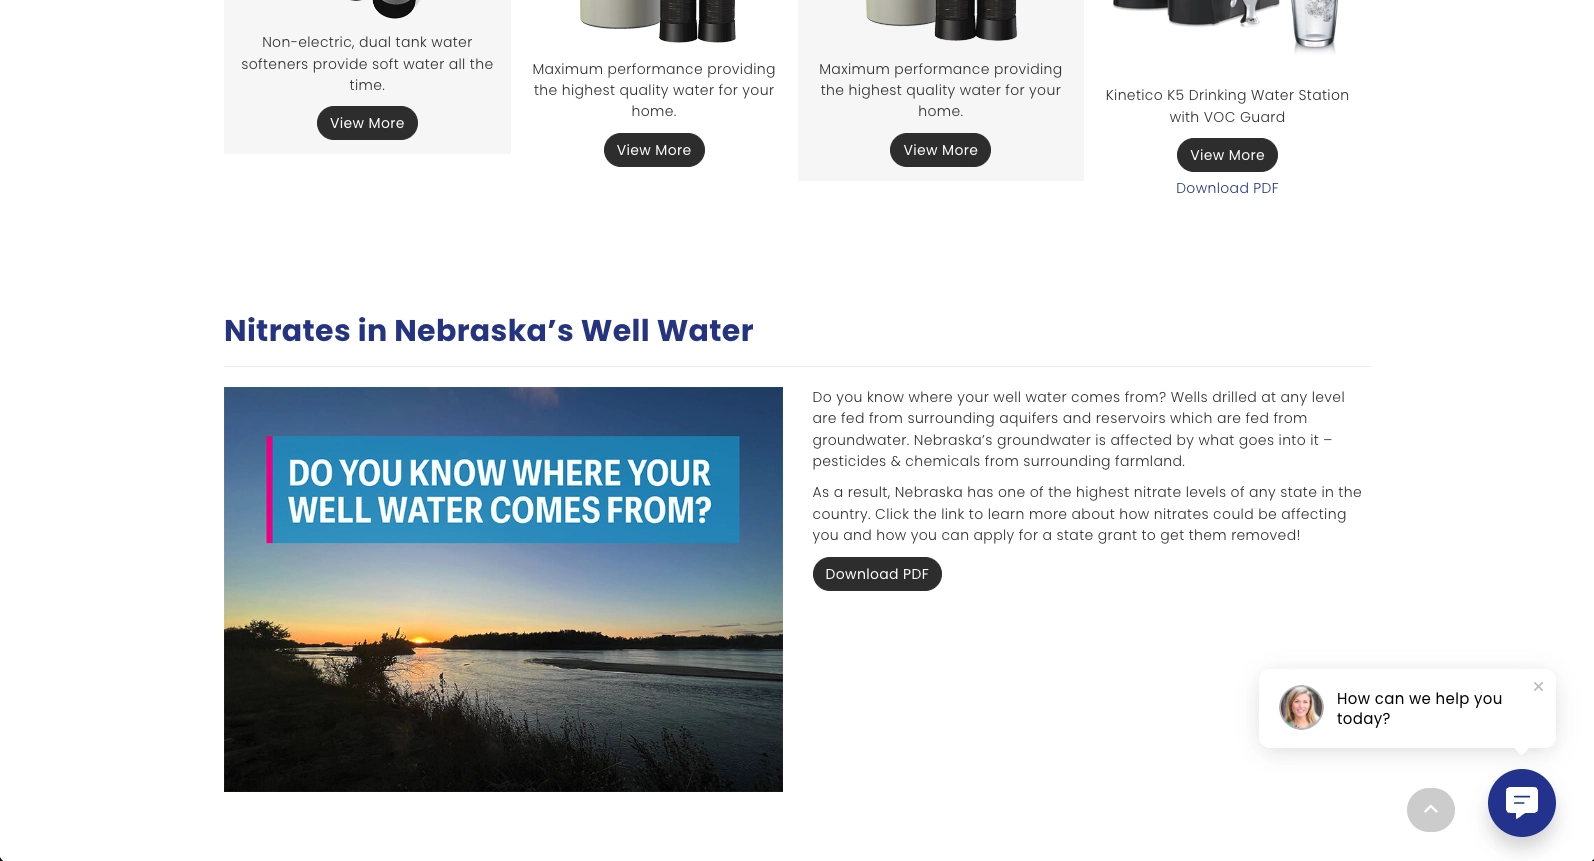 Non-electric, dual tank water
softeners provide soft water all the
time.
View More
Maximum performance providing
the highest quality water for your
home.
View More
Maximum performance providing
the highest quality water for your
home.
View More
Kinetico K5 Drinking Water Station
with VOC Guard
View More
Download PDF
Nitrates in Nebraska’s Well Water
DO YOU KNOW WHERE YOUR
WELL WATER COMES FROM?
Do you know where your well water comes from? Wells drilled at any level
are fed from surrounding aquifers and reservoirs which are fed from
groundwater. Nebraska’s groundwater is affected by what goes into it –
pesticides & chemicals from surrounding farmland.
As a result, Nebraska has one of the highest nitrate levels of any state in the
country. Click the link to learn more about how nitrates could be affecting
you and how you can apply for a state grant to get them removed!
Download PDF
How can we help you
today?